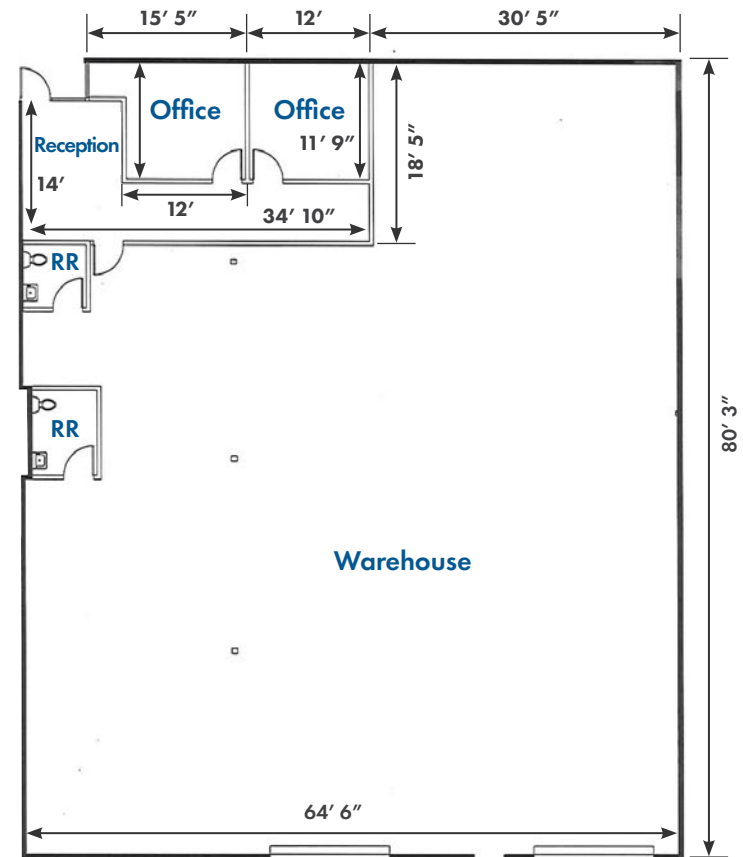 15′ 5″
12′
30′ 5″
Office
Office
Reception
11′ 9″
18′ 5″
14′
12′
34′ 10″
RR
RR
80′ 3″
Warehouse
64′ 6″